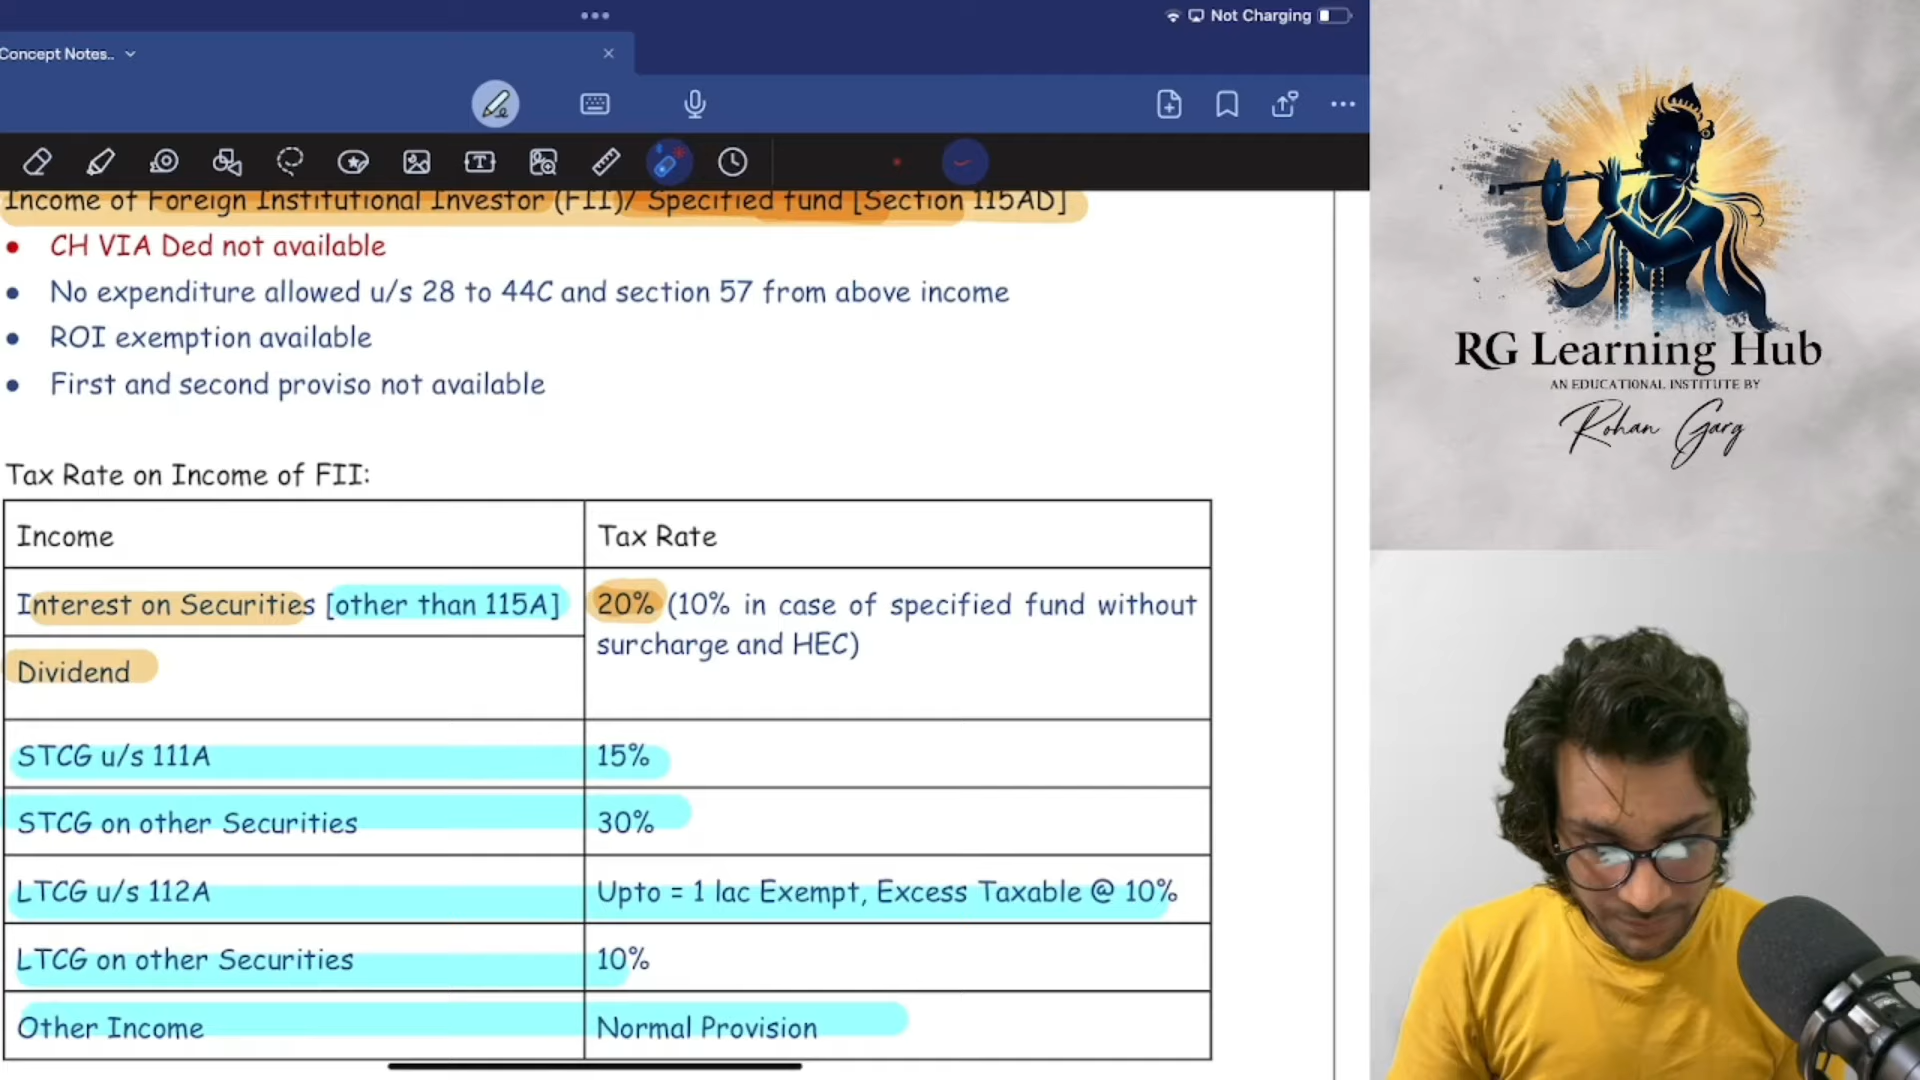 Not Charging
Concept Notes..
Income of Foreign Institutional Investor (FII)/ Specified fund [Section 115AD]
• CH VIA Ded not available
• No expenditure allowed u/s 28 to 44C and section 57 from above income
• ROI exemption available
• First and second proviso not available
Tax Rate on Income of FII:
Income Tax Rate
Interest on Securities [other than 115A] 20% (10% in case of specified fund without
surcharge and HEC)
Dividend
STCG u/s 111A 15%
STCG on other Securities 30%
LTCG u/s 112A Upto = 1 lac Exempt, Excess Taxable @ 10%
LTCG on other Securities 10%
Other Income Normal Provision
RG Learning Hub
AN EDUCATIONAL INSTITUTE BY
Rohan Garg